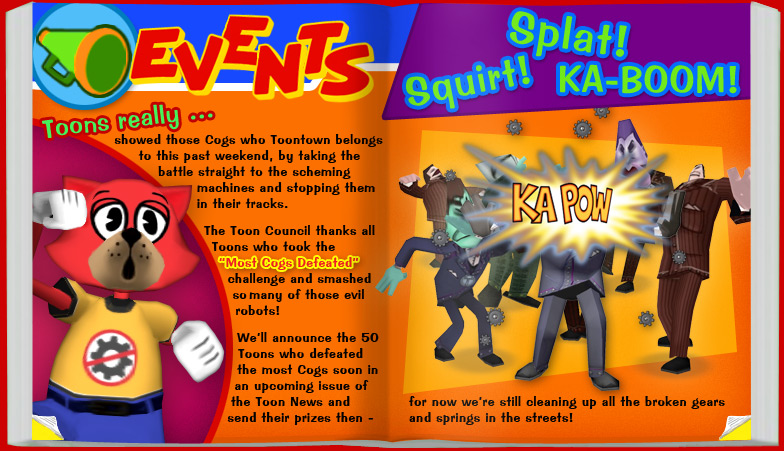 EVENTS
Toons really ...
showed those Cogs who Toontown belongs
to this past weekend, by taking the
battle straight to the scheming
machines and stopping them
in their tracks.
The Toon Council thanks all
Toons who took the
"Most Cogs Defeated"
challenge and smashed
so many of those evil
robots!
We'll announce the 50
Toons who defeated
the most Cogs soon in
an upcoming issue of
the Toon News and
send their prizes then -
Splat!
Squirt! KA-BOOM!
KA POW
for now we're still cleaning up all the broken gears
and springs in the streets!